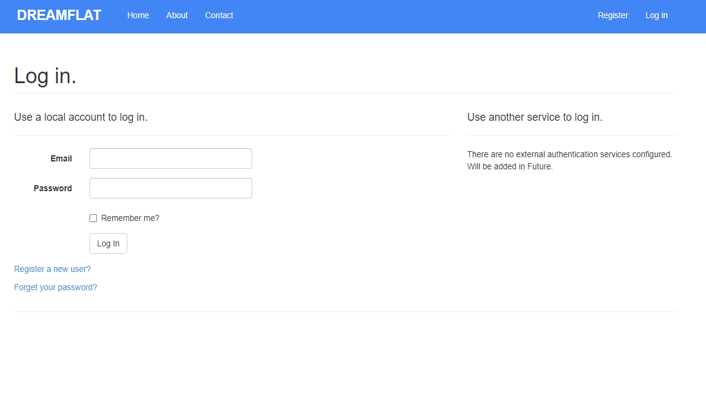 DREAMFLAT Home About Contact Register Log in
Log in.
Use a local account to log in.
Email
Password
Remember me?
Log In
Register a new user?
Forget your password?
Use another service to log in.
There are no external authentication services configured.
Will be added in Future.